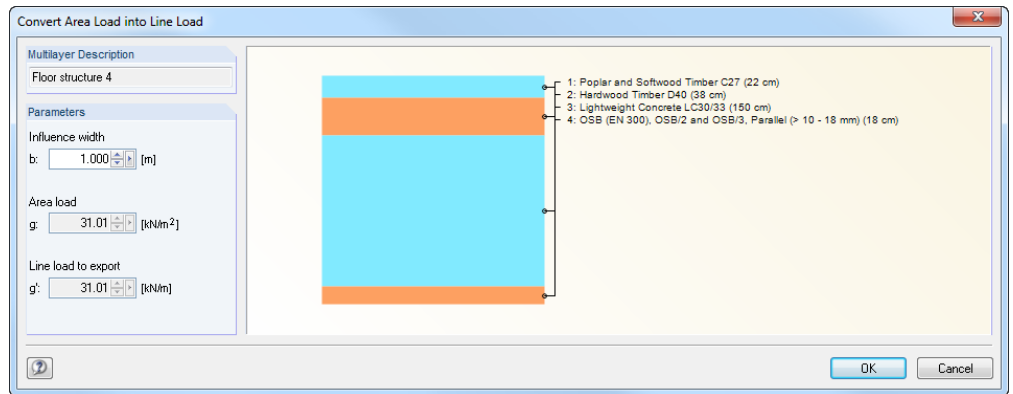 Convert Area Load into Line Load
Multilayer Description
Floor structure 4
Parameters
Influence width
b: 1.000 [m]
Area load
g: 31.01 [kN/m²]
Line load to export
g': 31.01 [kN/m]
1: Poplar and Softwood Timber C27 (22 cm)
2: Hardwood Timber D40 (38 cm)
3: Lightweight Concrete LC30/33 (150 cm)
4: OSB (EN 300), OSB/2 and OSB/3, Parallel (> 10 - 18 mm) (18 cm)
OK Cancel